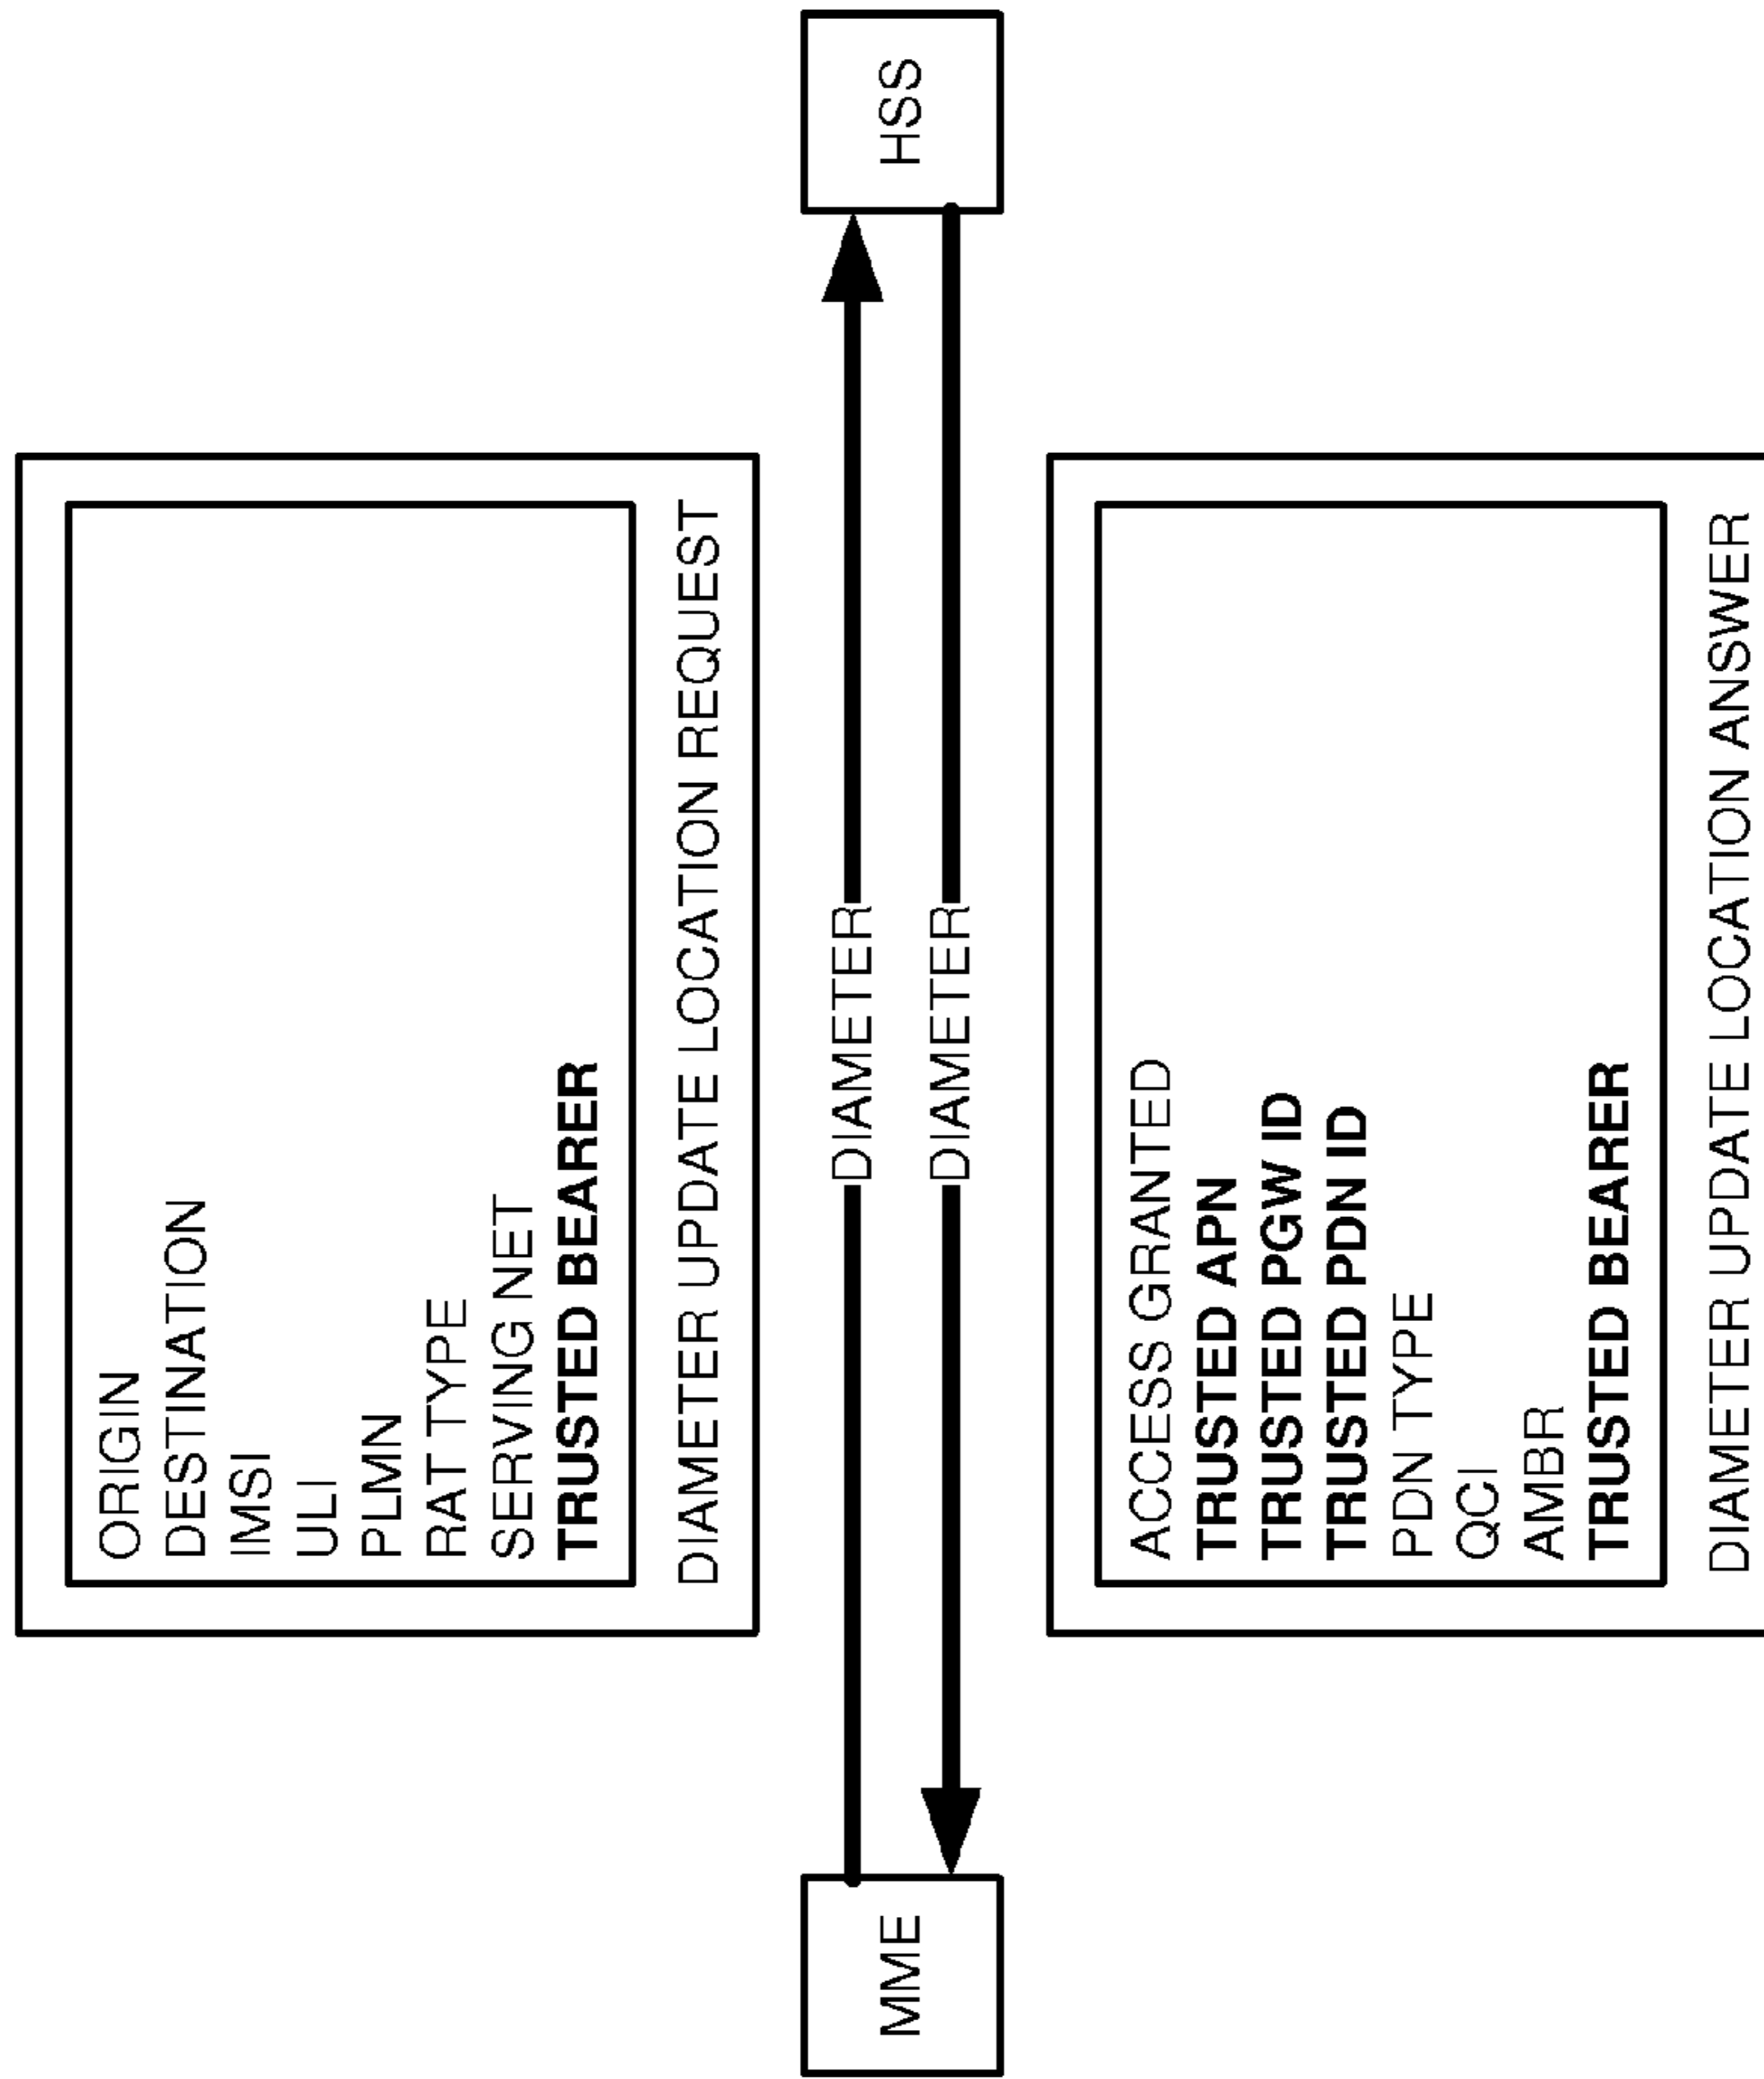 ORIGIN
DESTINATION
IMSI
ULI
PLMN
RAT TYPE
SERVING NET
TRUSTED BEARER
DIAMETER UPDATE LOCATION REQUEST
MME
DIAMETER
DIAMETER
HSS
ACCESS GRANTED
TRUSTED APN
TRUSTED PGW ID
TRUSTED PDN ID
PDN TYPE
QCI
AMBR
TRUSTED BEARER
DIAMETER UPDATE LOCATION ANSWER